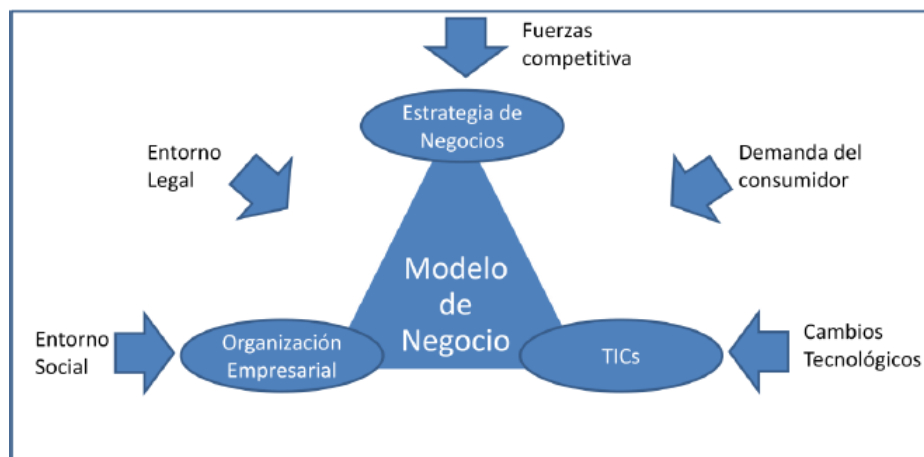 Fuerzas
competitiva
Estrategia de
Negocios
Entorno
Legal
Demanda del
consumidor
Modelo
de
Negocio
Entorno
Social
Organización
Empresarial
TICs
Cambios
Tecnológicos